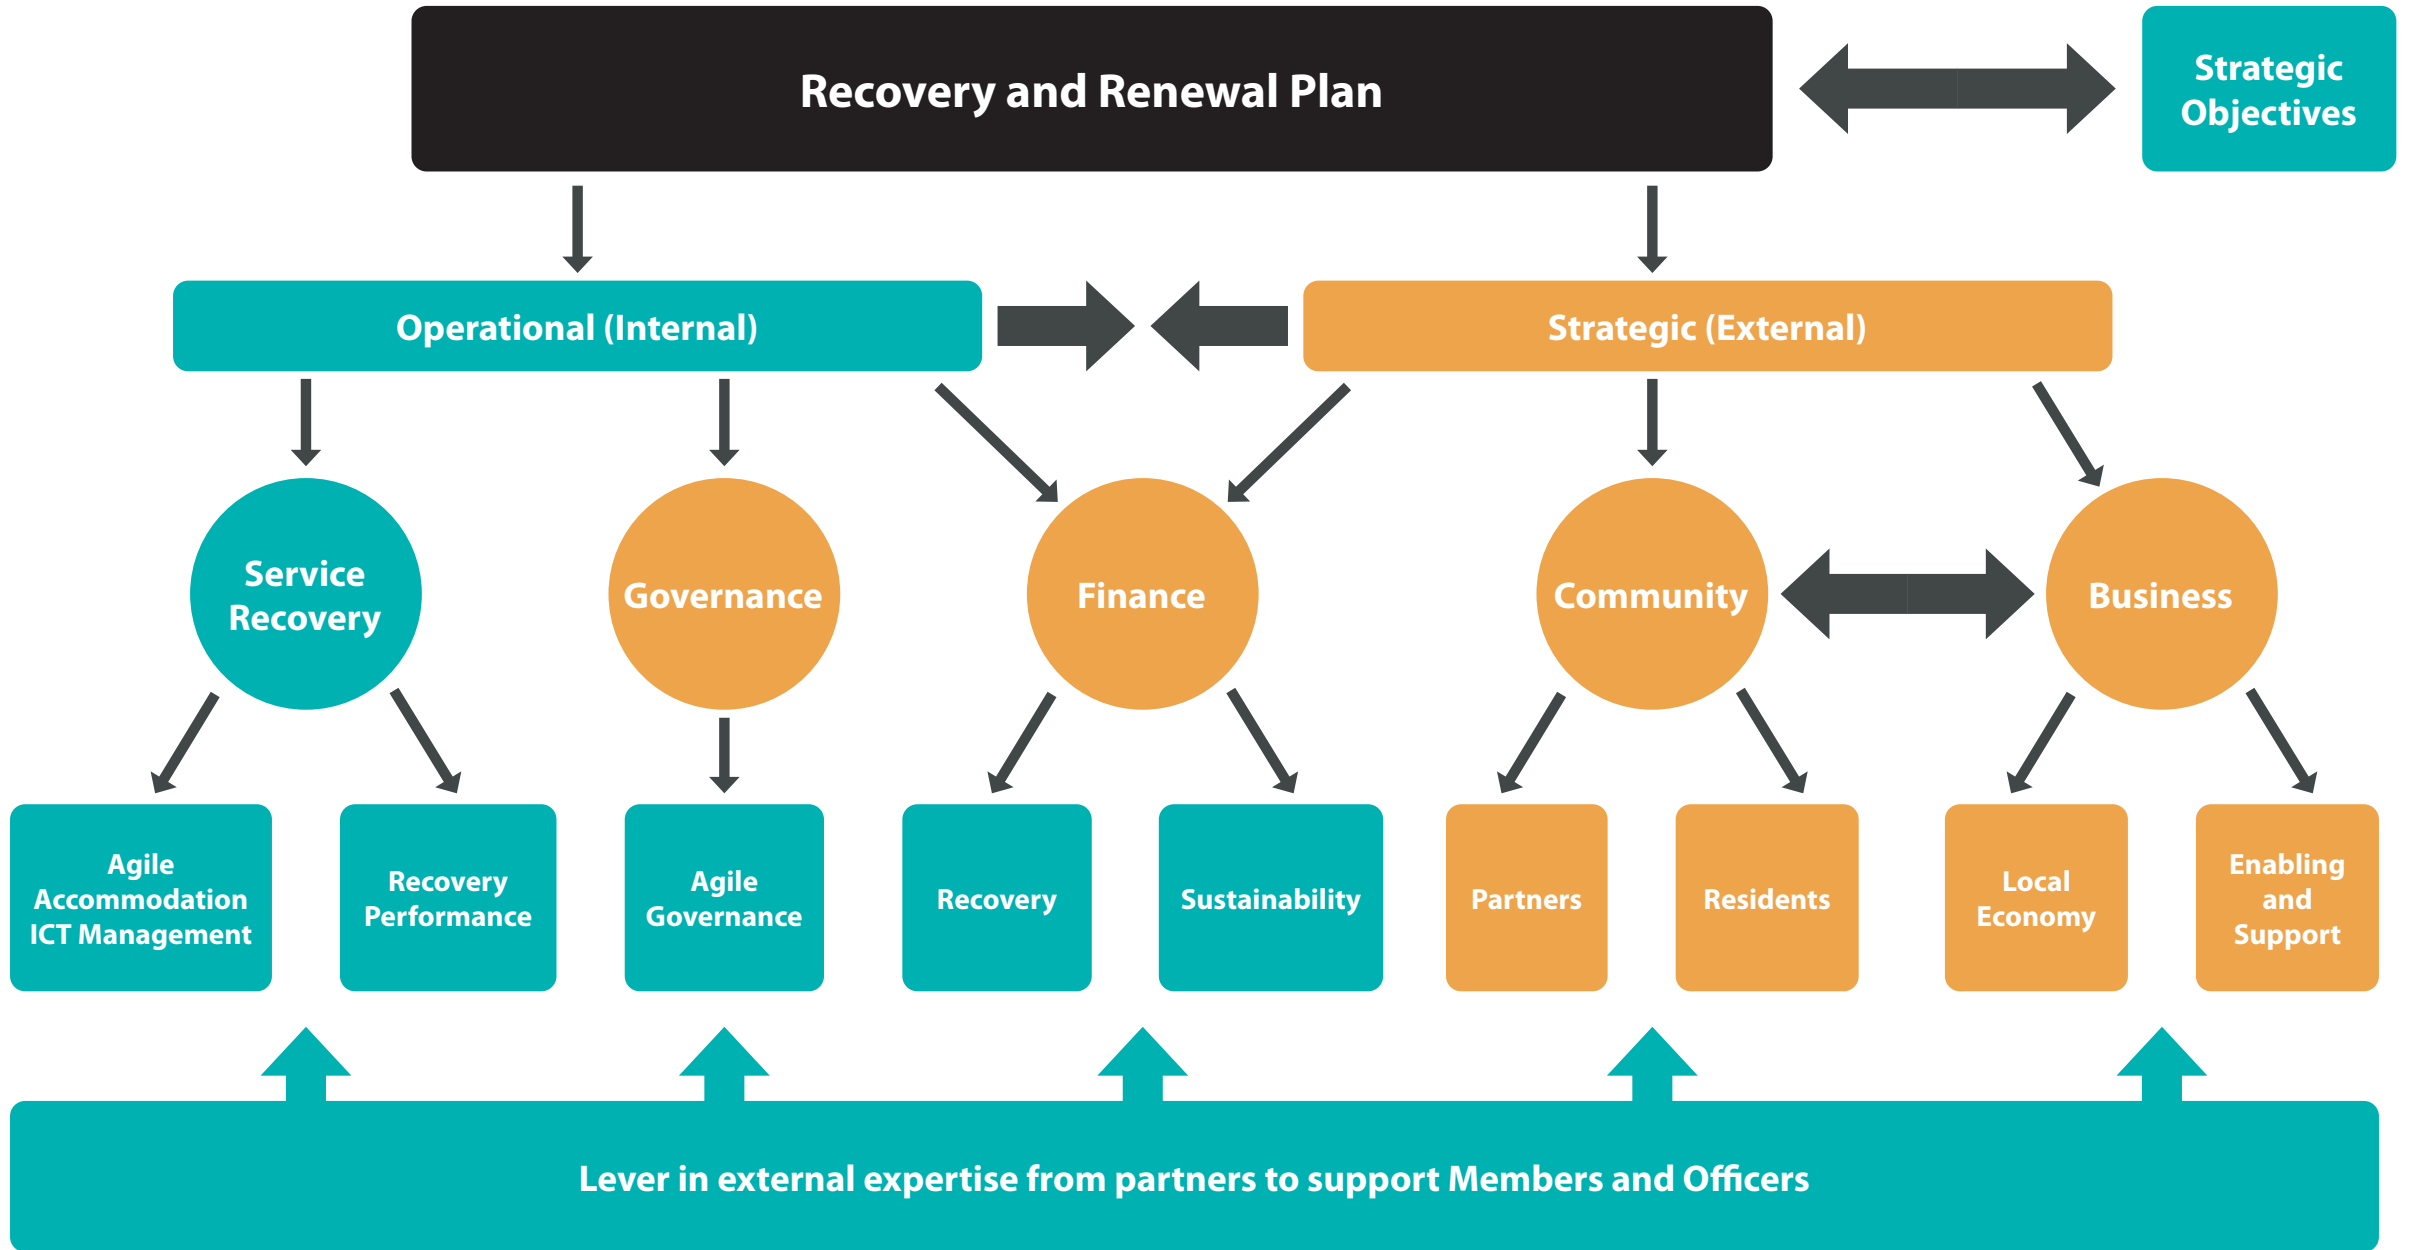 Recovery and Renewal Plan
Strategic
Objectives
Operational (Internal)
Strategic (External)
Service
Recovery
Governance
Finance
Community
Business
Agile
Accommodation
ICT Management
Recovery
Performance
Agile
Governance
Recovery
Sustainability
Partners
Residents
Local
Economy
Enabling
and
Support
Lever in external expertise from partners to support Members and Officers